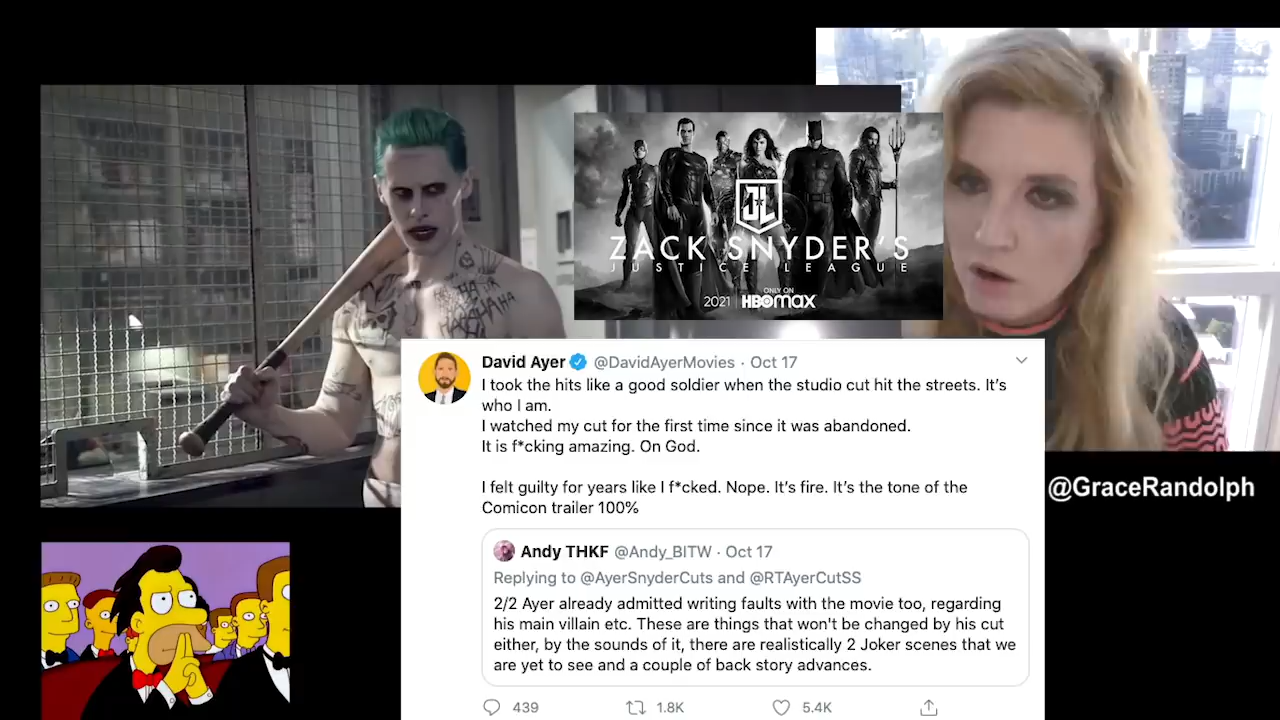 HAHAHA
JL
ZACK SNYDER'S
JUSTICE LEAGUE
ONLY ON
2021 | HBOmax
David Ayer @DavidAyerMovies · Oct 17
I took the hits like a good soldier when the studio cut hit the streets. It's
who I am.
I watched my cut for the first time since it was abandoned.
It is f*cking amazing. On God.
I felt guilty for years like I f*cked. Nope. It's fire. It's the tone of the
Comicon trailer 100%
@GraceRandolph
Andy THKF @Andy_BITW · Oct 17
Replying to @AyerSnyderCuts and @RTAyerCutSS
2/2 Ayer already admitted writing faults with the movie too, regarding
his main villain etc. These are things that won't be changed by his cut
either, by the sounds of it, there are realistically 2 Joker scenes that we
are yet to see and a couple of back story advances.
439 1.8K 5.4K